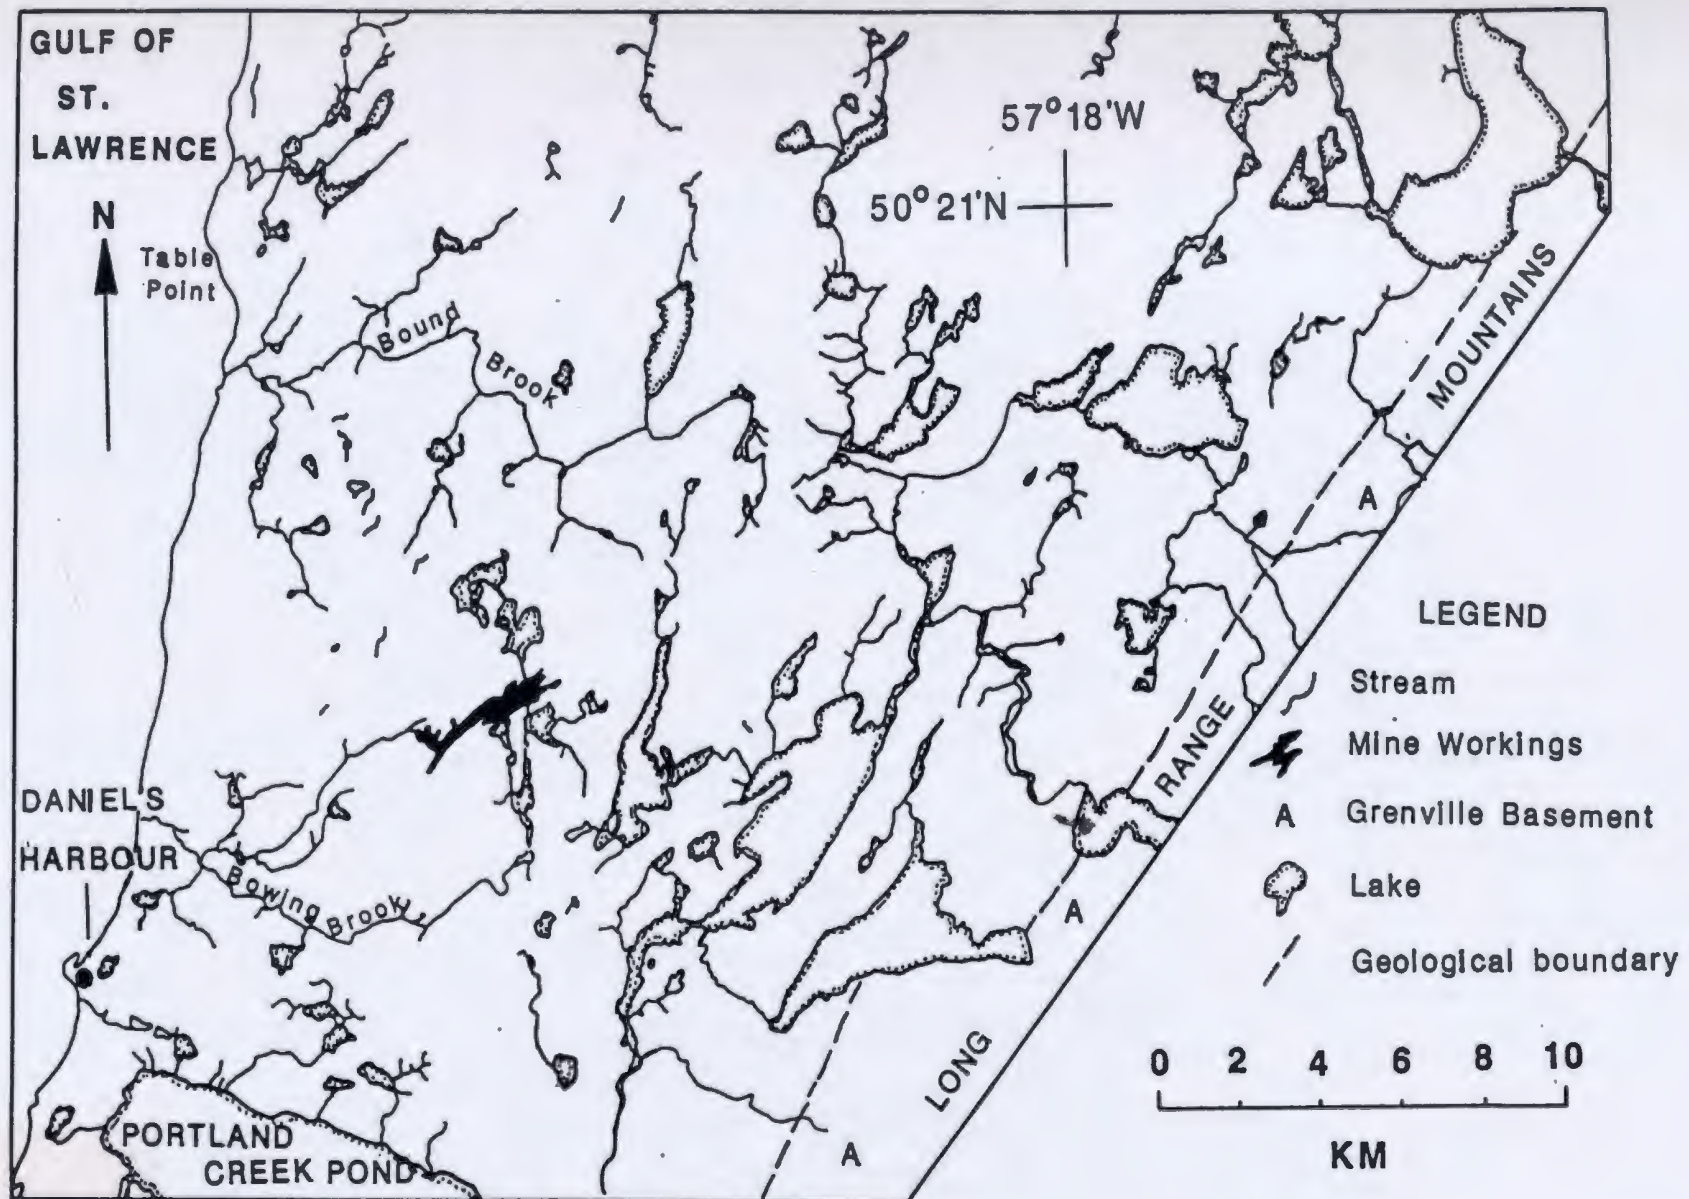 GULF OF
ST.
LAWRENCE
57°18'W
50°21'N
N
Table
Point
Bound
Brook
MOUNTAINS
A
LEGEND
Stream
Mine Workings
A Grenville Basement
Lake
Geological boundary
RANGE
DANIEL'S
HARBOUR
Bowing
Brook
A
LONG
0 2 4 6 8 10
KM
PORTLAND
CREEK POND
A